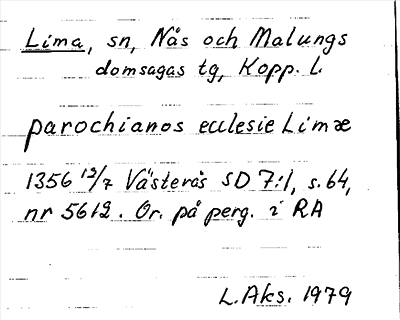 Lima, sn, Nås och Malungs
domsagas tg, Kopp. l.
parochianos ecclesie Limæ
1356 12/7 Västerås SD 7:1, s. 64,
nr 5612. Or. på perg. i RA
L. Aks. 1979